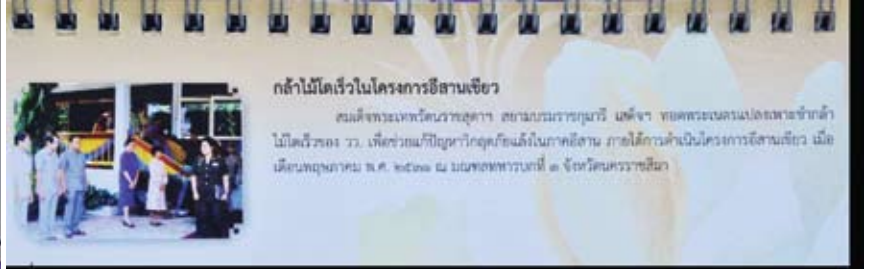 กล้าไม้โตเร็วในโครงการอีสานเขียว
สมเด็จพระเทพรัตนราชสุดาฯ สยามบรมราชกุมารี เสด็จฯ ทอดพระเนตรแปลงเพาะชำกล้า
ไม้โตเร็วของ วว. เพื่อช่วยแก้ปัญหาวิกฤตภัยแล้งในภาคอีสาน ภายใต้การดำเนินโครงการอีสานเขียว เมื่อ
เดือนพฤษภาคม พ.ศ. ๒๕๓๑ ณ มณฑลทหารบกที่ ๓ จังหวัดนครราชสีมา